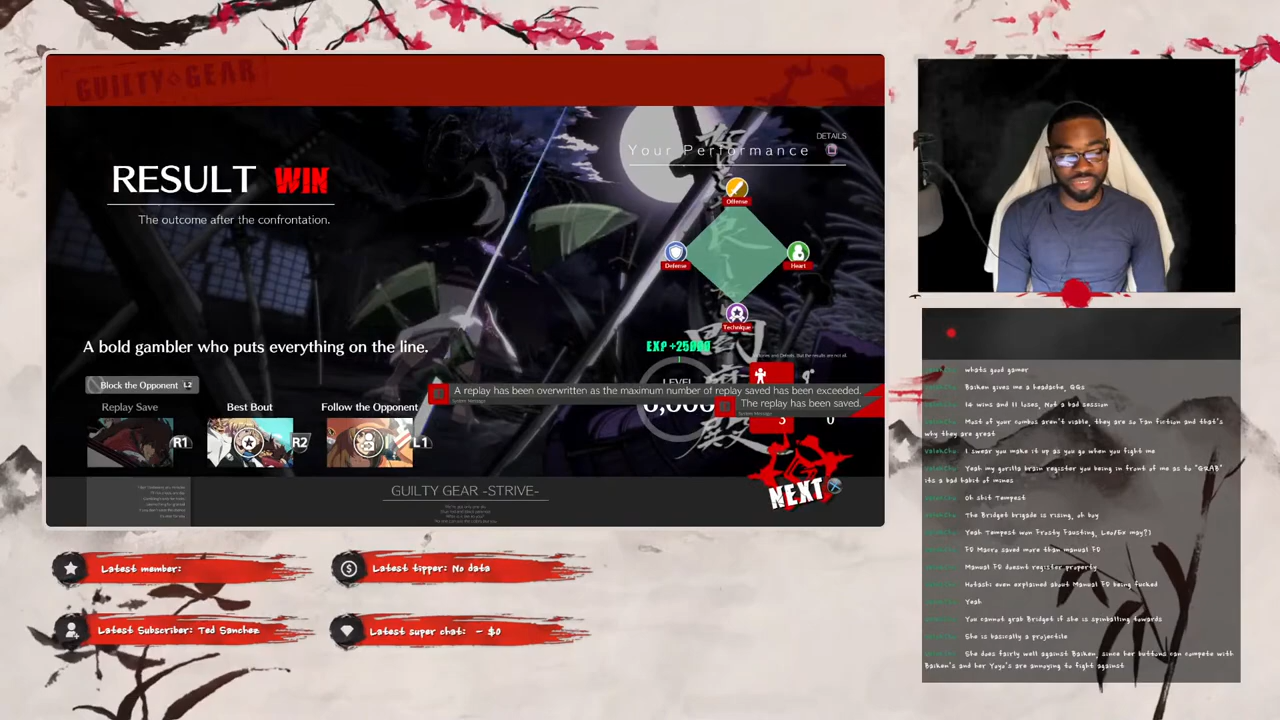 GUILTY GEAR
DETAILS
Your Performance
RESULT WIN
The outcome after the confrontation.
Offense
Defense
Heart
Technique
A bold gambler who puts everything on the line.
EXP +25000
LEVEL
Block the Opponent L2
A replay has been overwritten as the maximum number of replay saved has been exceeded.
System Message
The replay has been saved.
System Message
Replay Save
Best Bout
Follow the Opponent
R1
R2
L1
3
0
NEXT
GUILTY GEAR -STRIVE-
Latest member:
Latest tipper: No data
Latest Subscriber: Ted Sanchez
Latest super chat: - $0
whats good gamer
Baiken gives me a headache, GGs
14 wins and 11 loses, Not a bad session
Most of your combos aren't viable, they are so Fan fiction and that's
why they are great
I swear you make it up as you go when you fight me
Yeah my gorilla brain register you being in front of me as to "GRAB"
its a bad habit of mines
Oh shit Tempest
The Bridget brigade is rising, oh boy
Yeah Tempest won Frosty Fausting, Leo/Ex may?!
FD Macro saved more than manual FD
Manual FD doesnt register property
Hotashi even explained about Manual FD being fucked
Yeah
You cannot grab Bridget if she is spinballing towards
She is basically a projectile
She does fairly well against Baiken, since her buttons can compete with
Baiken's and her Yoyo's are annoying to fight against